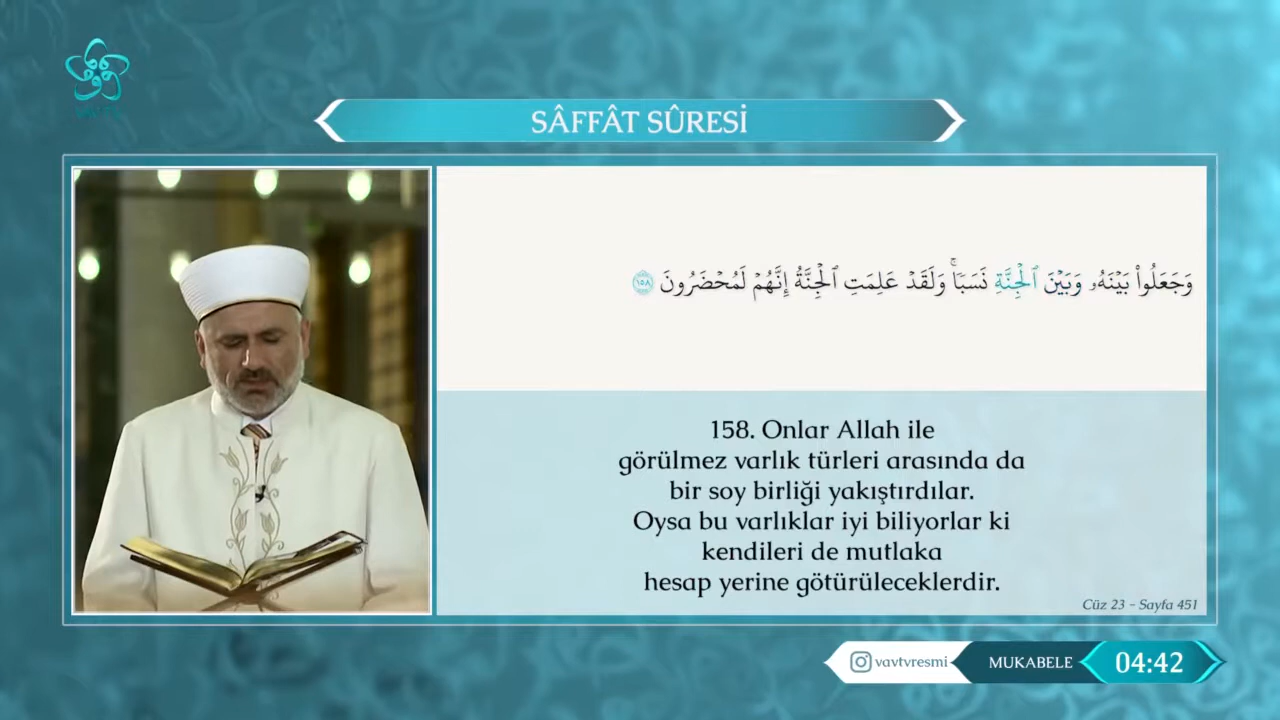 VAV TV
SÂFFÂT SÛRESİ
وَجَعَلُوا۟ بَيْنَهُۥ وَبَيْنَ ٱلْجِنَّةِ نَسَبًۭا ۚ وَلَقَدْ عَلِمَتِ ٱلْجِنَّةُ إِنَّهُمْ لَمُحْضَرُونَ ١٥٨
158. Onlar Allah ile
görülmez varlık türleri arasında da
bir soy birliği yakıştırdılar.
Oysa bu varlıklar iyi biliyorlar ki
kendileri de mutlaka
hesap yerine götürüleceklerdir.
Cüz 23 - Sayfa 451
vavtvresmi
MUKABELE
04:42